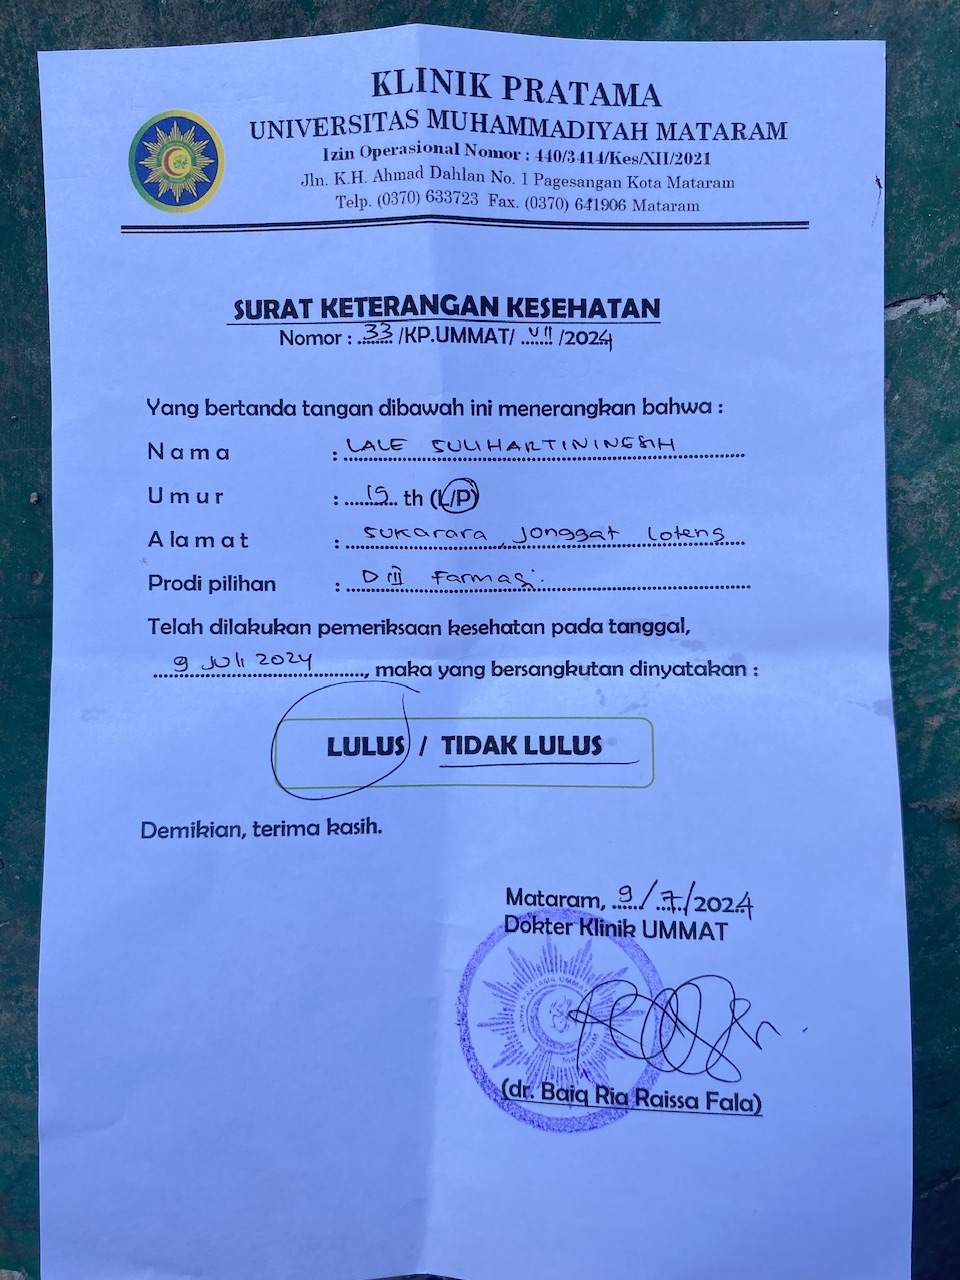 KLINIK PRATAMA
UNIVERSITAS MUHAMMADIYAH MATARAM
Izin Operasional Nomor : 440/3414/Kes/XII/2021
Jln. K.H. Ahmad Dahlan No. 1 Pagesangan Kota Mataram
Telp. (0370) 633723 Fax. (0370) 641906 Mataram
SURAT KETERANGAN KESEHATAN
Nomor : 33 /KP.UMMAT/ VII /2024
Yang bertanda tangan dibawah ini menerangkan bahwa :
Nama : LALE SULIHARTININGSIH
Umur : 19 th (L/P)
Alamat : Sukarara, Jonggat Loteng
Prodi pilihan : D III Farmasi.
Telah dilakukan pemeriksaan kesehatan pada tanggal,
9 Juli 2024, maka yang bersangkutan dinyatakan :
LULUS / TIDAK LULUS
Demikian, terima kasih.
Mataram, 9/7/2024
Dokter Klinik UMMAT
KLINIK PRATAMA UMMAT
(dr. Baiq Ria Raissa Fala)